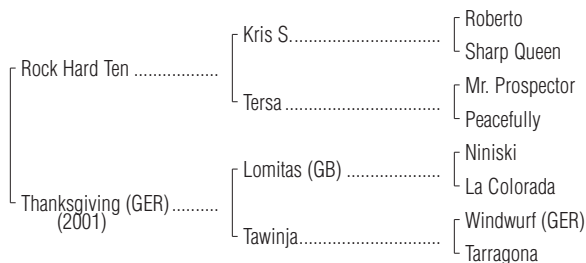 Roberto
Kris S.
Sharp Queen
Rock Hard Ten
Mr. Prospector
Tersa
Peacefully
Niniski
Lomitas (GB)
La Colorada
Thanksgiving (GER)
(2001)
Windwurf (GER)
Tawinja
Tarragona